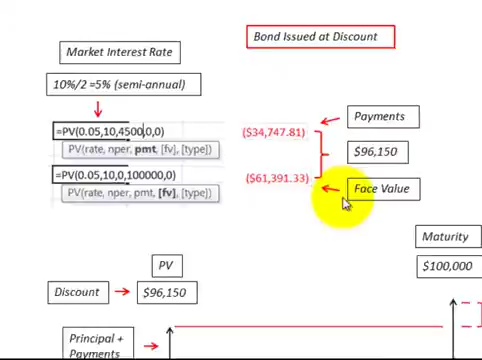 Market Interest Rate
Bond Issued at Discount
10%/2 =5% (semi-annual)
=PV(0.05,10,4500,0,0)
PV(rate, nper, pmt, [fv], [type])
($34,747.81)
Payments
$96,150
=PV(0.05,10,0,100000,0)
PV(rate, nper, pmt, [fv], [type])
($61,391.33)
Face Value
Maturity
$100,000
PV
Discount
$96,150
Principal +
Payments